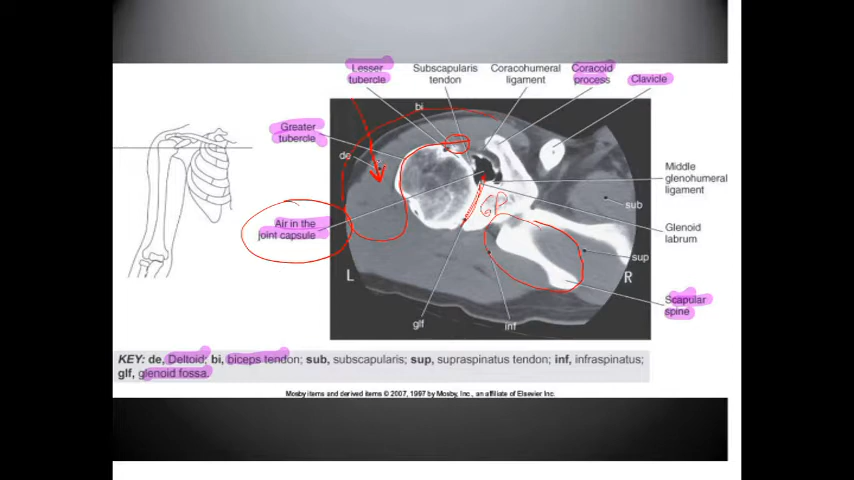 Lesser
tubercle
Subscapularis
tendon
Coracohumeral
ligament
Coracoid
process
Clavicle
bi
Greater
tubercle
de
Middle
glenohumeral
ligament
sub
Air in the
joint capsule
GP
Glenoid
labrum
sup
L
R
Scapular
spine
glf
inf
KEY: de, Deltoid; bi, biceps tendon; sub, subscapularis; sup, supraspinatus tendon; inf, infraspinatus;
glf, glenoid fossa.
Mosby items and derived items © 2007, 1997 by Mosby, Inc., an affiliate of Elsevier Inc.